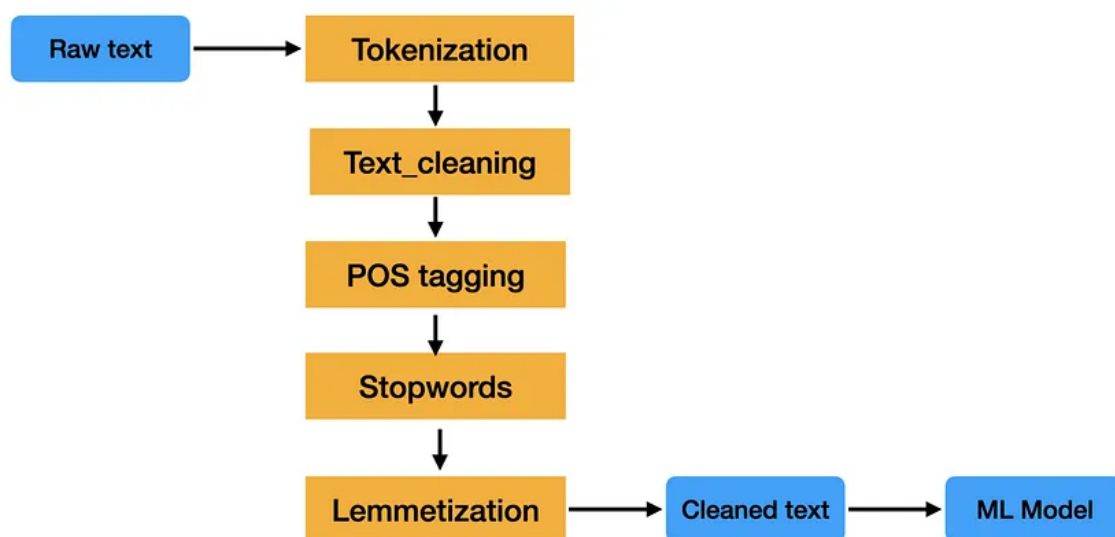 Raw text
Tokenization
Text_cleaning
POS tagging
Stopwords
Lemmetization
Cleaned text
ML Model